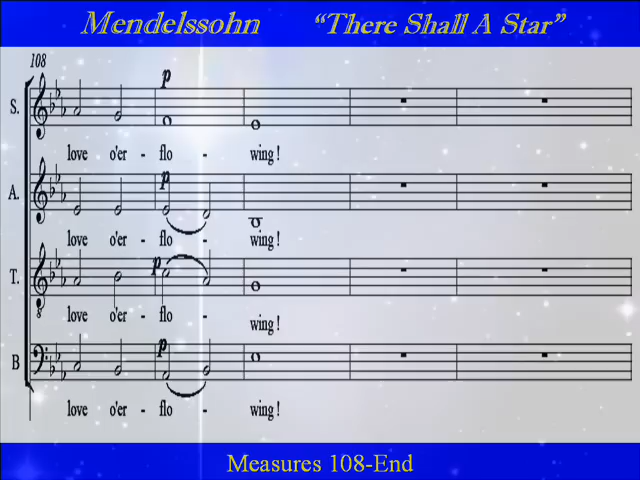 Mendelssohn “There Shall A Star”
108
p
S.
love o'er - flo - wing !
p
A.
love o'er - flo - wing !
p
T.
8
love o'er - flo - wing !
p
B
love o'er - flo - wing !
Measures 108-End